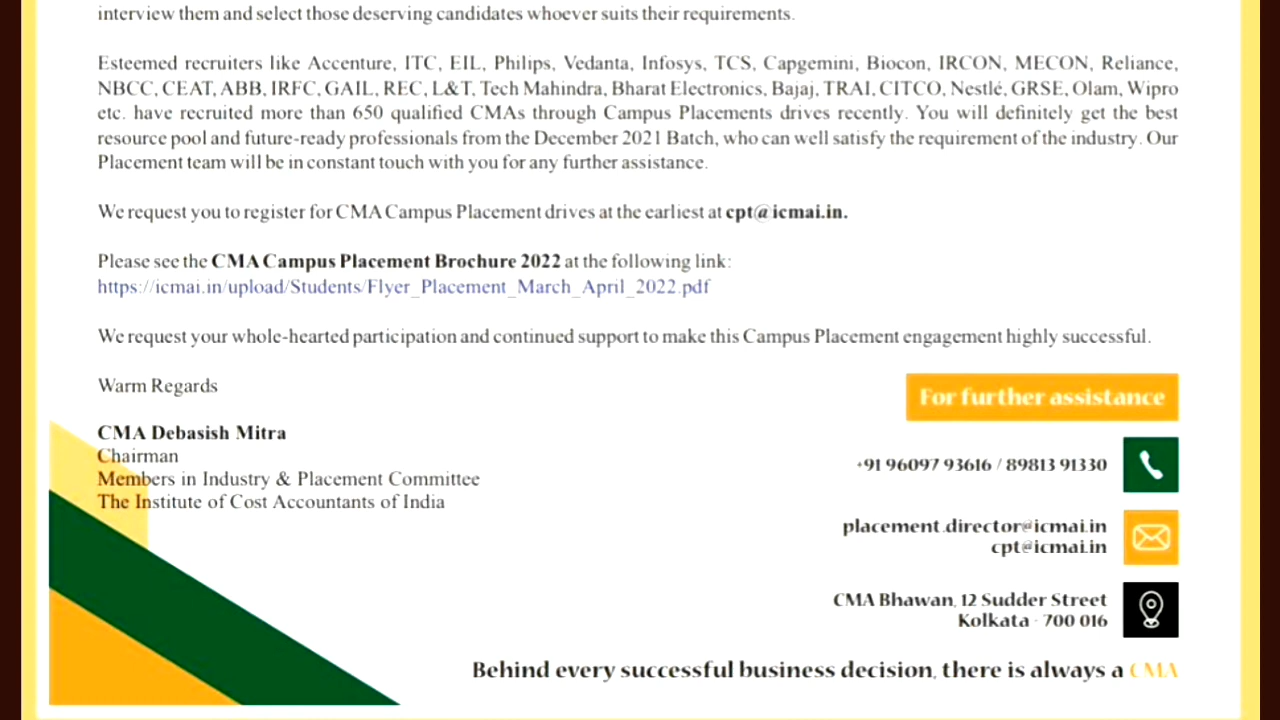 interview them and select those deserving candidates whoever suits their requirements.
Esteemed recruiters like Accenture, ITC, EIL, Philips, Vedanta, Infosys, TCS, Capgemini, Biocon, IRCON, MECON, Reliance,
NBCC, CEAT, ABB, IRFC, GAIL, REC, L&T, Tech Mahindra, Bharat Electronics, Bajaj, TRAI, CITCO, Nestlé, GRSE, Olam, Wipro
etc. have recruited more than 650 qualified CMAs through Campus Placements drives recently. You will definitely get the best
resource pool and future-ready professionals from the December 2021 Batch, who can well satisfy the requirement of the industry. Our
Placement team will be in constant touch with you for any further assistance.
We request you to register for CMA Campus Placement drives at the earliest at cpt@icmai.in.
Please see the CMA Campus Placement Brochure 2022 at the following link:
https://icmai.in/upload/Students/Flyer_Placement_March_April_2022.pdf
We request your whole-hearted participation and continued support to make this Campus Placement engagement highly successful.
Warm Regards
CMA Debasish Mitra
Chairman
Members in Industry & Placement Committee
The Institute of Cost Accountants of India
For further assistance
+91 96097 93616 / 89813 91330
placement.director@icmai.in
cpt@icmai.in
CMA Bhawan, 12 Sudder Street
Kolkata - 700 016
Behind every successful business decision, there is always a CMA